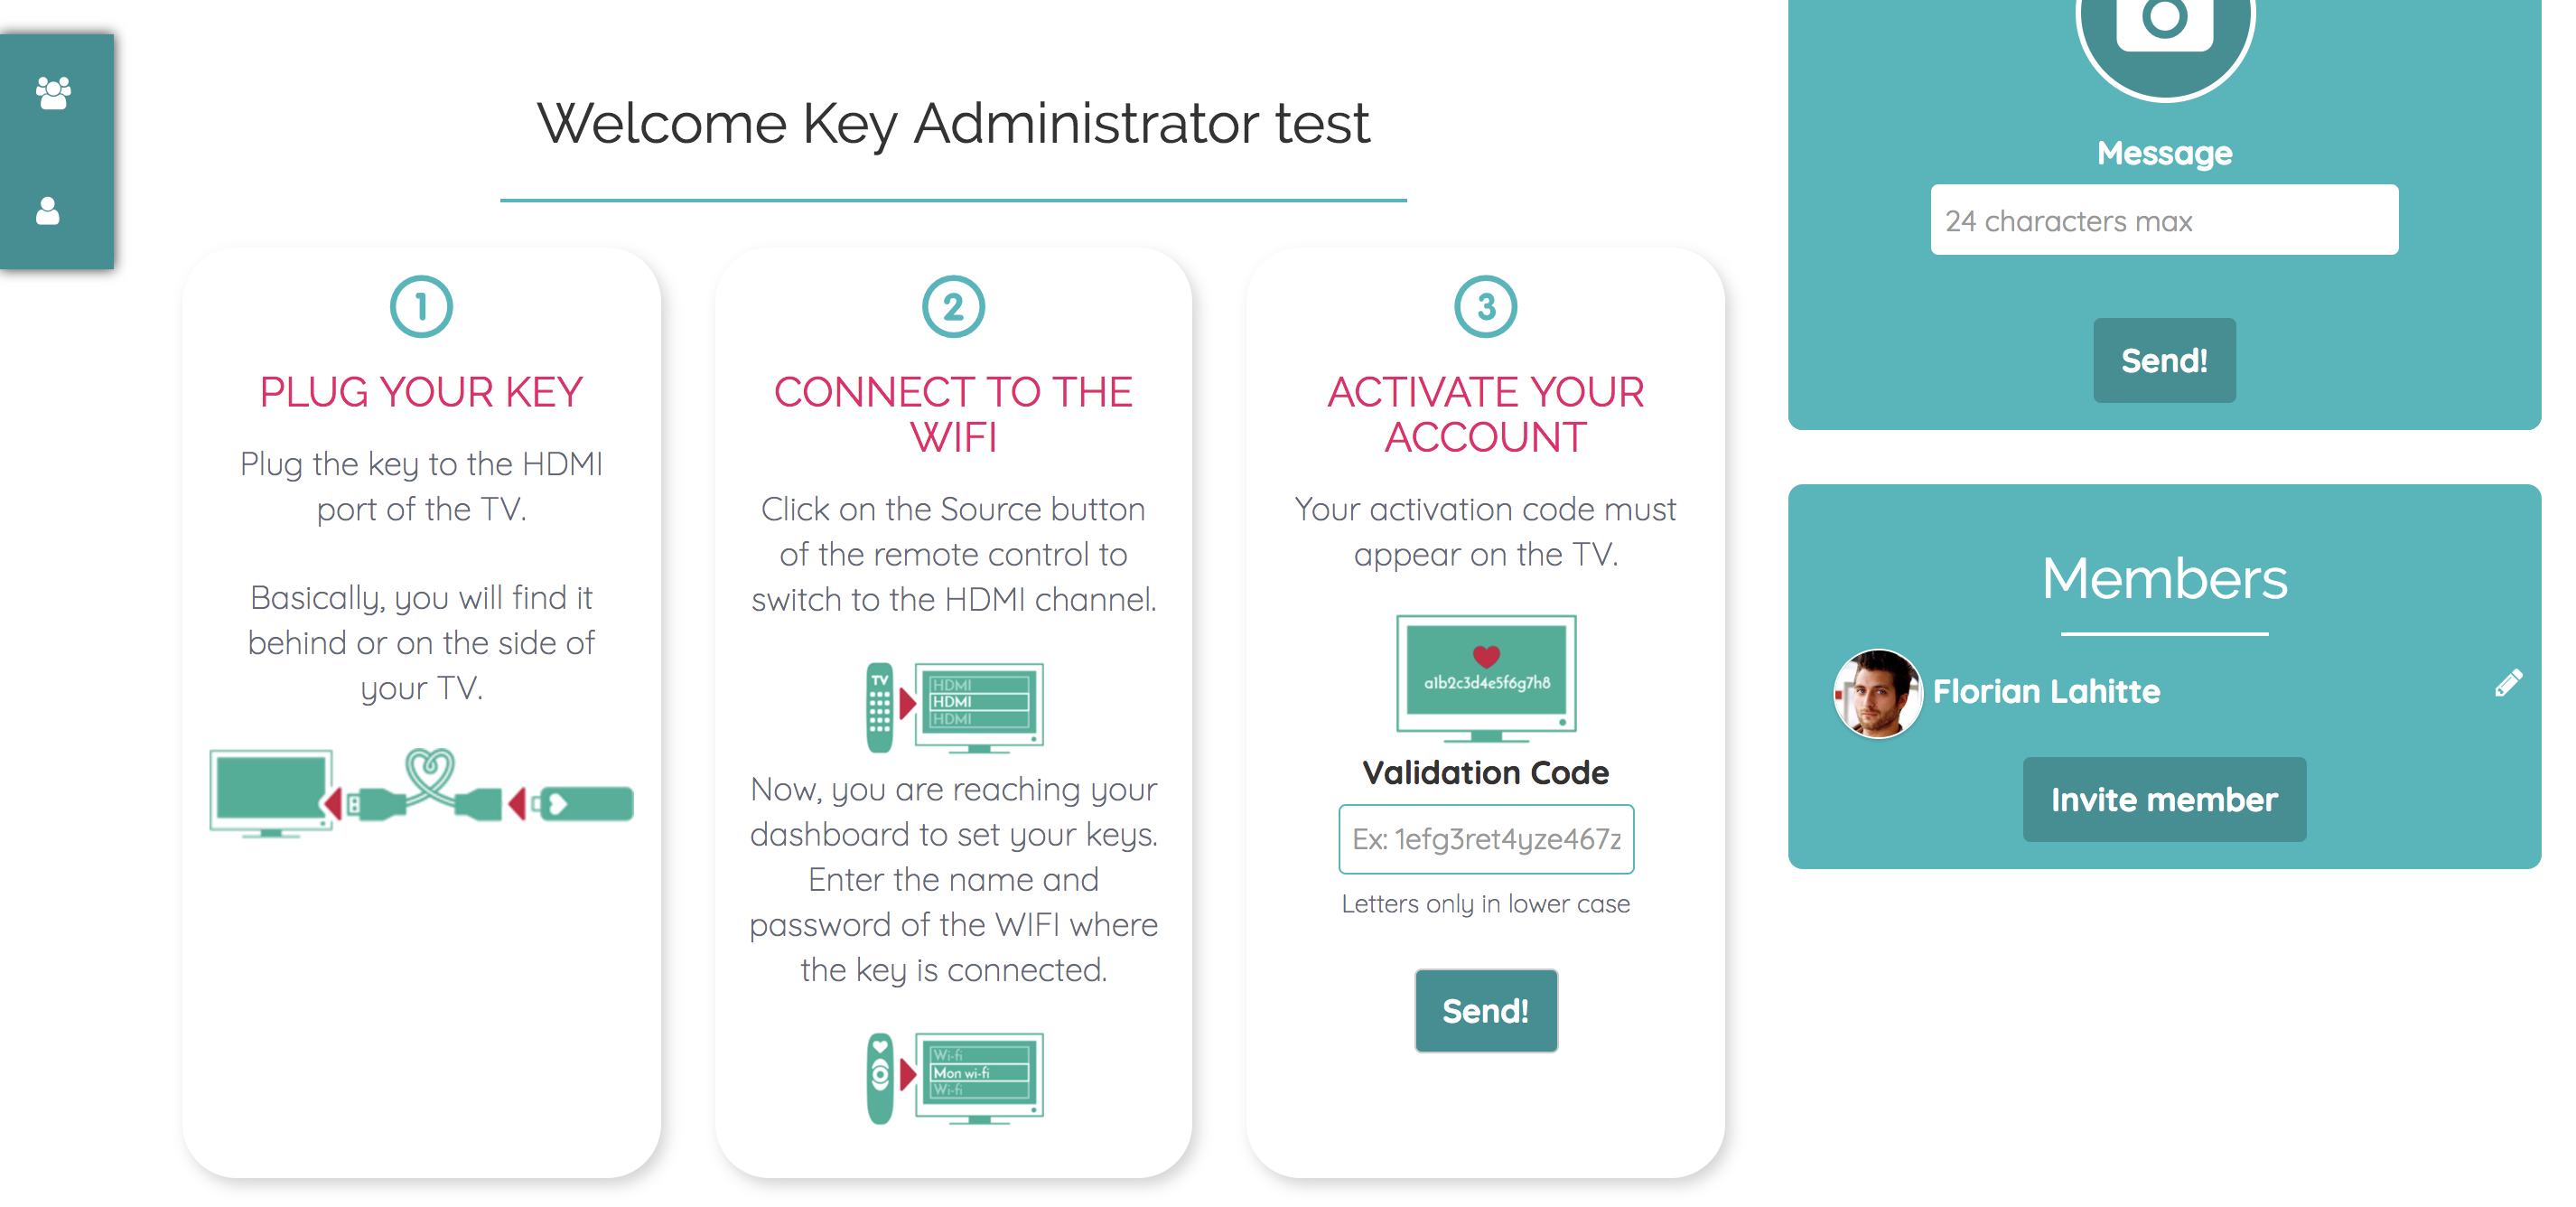 Welcome Key Administrator test
1
PLUG YOUR KEY
Plug the key to the HDMI
port of the TV.
Basically, you will find it
behind or on the side of
your TV.
2
CONNECT TO THE
WIFI
Click on the Source button
of the remote control to
switch to the HDMI channel.
TV
HDMI
HDMI
HDMI
Now, you are reaching your
dashboard to set your keys.
Enter the name and
password of the WIFI where
the key is connected.
Wi-fi
Mon wi-fi
Wi-fi
3
ACTIVATE YOUR
ACCOUNT
Your activation code must
appear on the TV.
a1b2c3d4e5f6g7h8
Validation Code
Ex: 1efg3ret4yze467z
Letters only in lower case
Send!
Message
24 characters max
Send!
Members
Florian Lahitte
Invite member